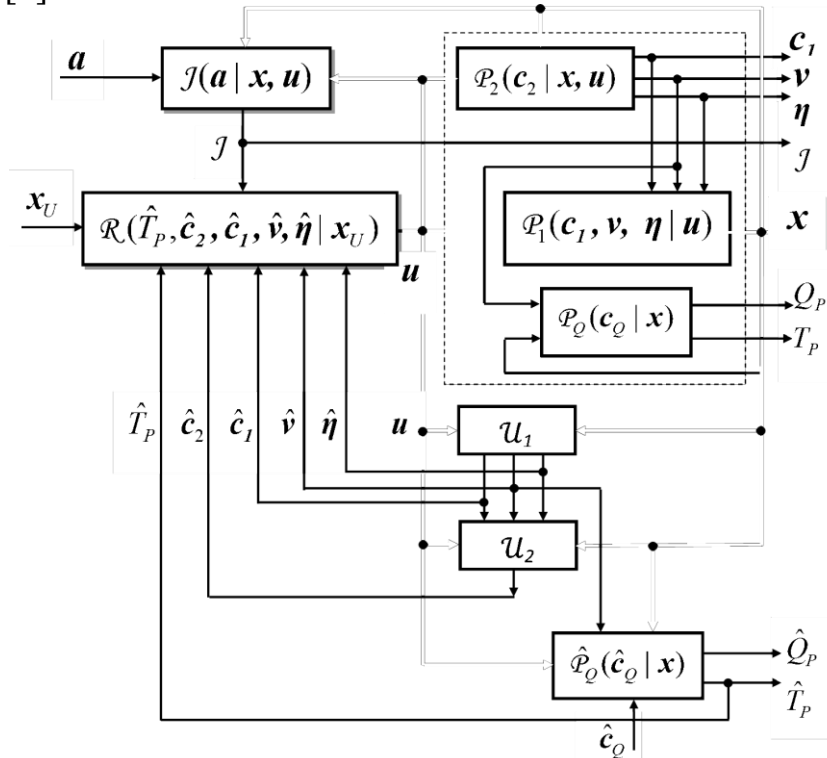 a
𝒥(a | x, u)
𝒫₂(c₂ | x, u)
c₁
v
η
𝒥
𝒥
x_U
ℛ(T̂_P, ĉ₂, ĉ₁, v̂, η̂ | x_U)
u
𝒫₁(c₁, v, η | u)
x
𝒫_Q(c_Q | x)
Q_P
T_P
T̂_P ĉ₂ ĉ₁ v̂ η̂ u
𝒰₁
𝒰₂
𝒫̂_Q(ĉ_Q | x)
Q̂_P
T̂_P
ĉ_Q